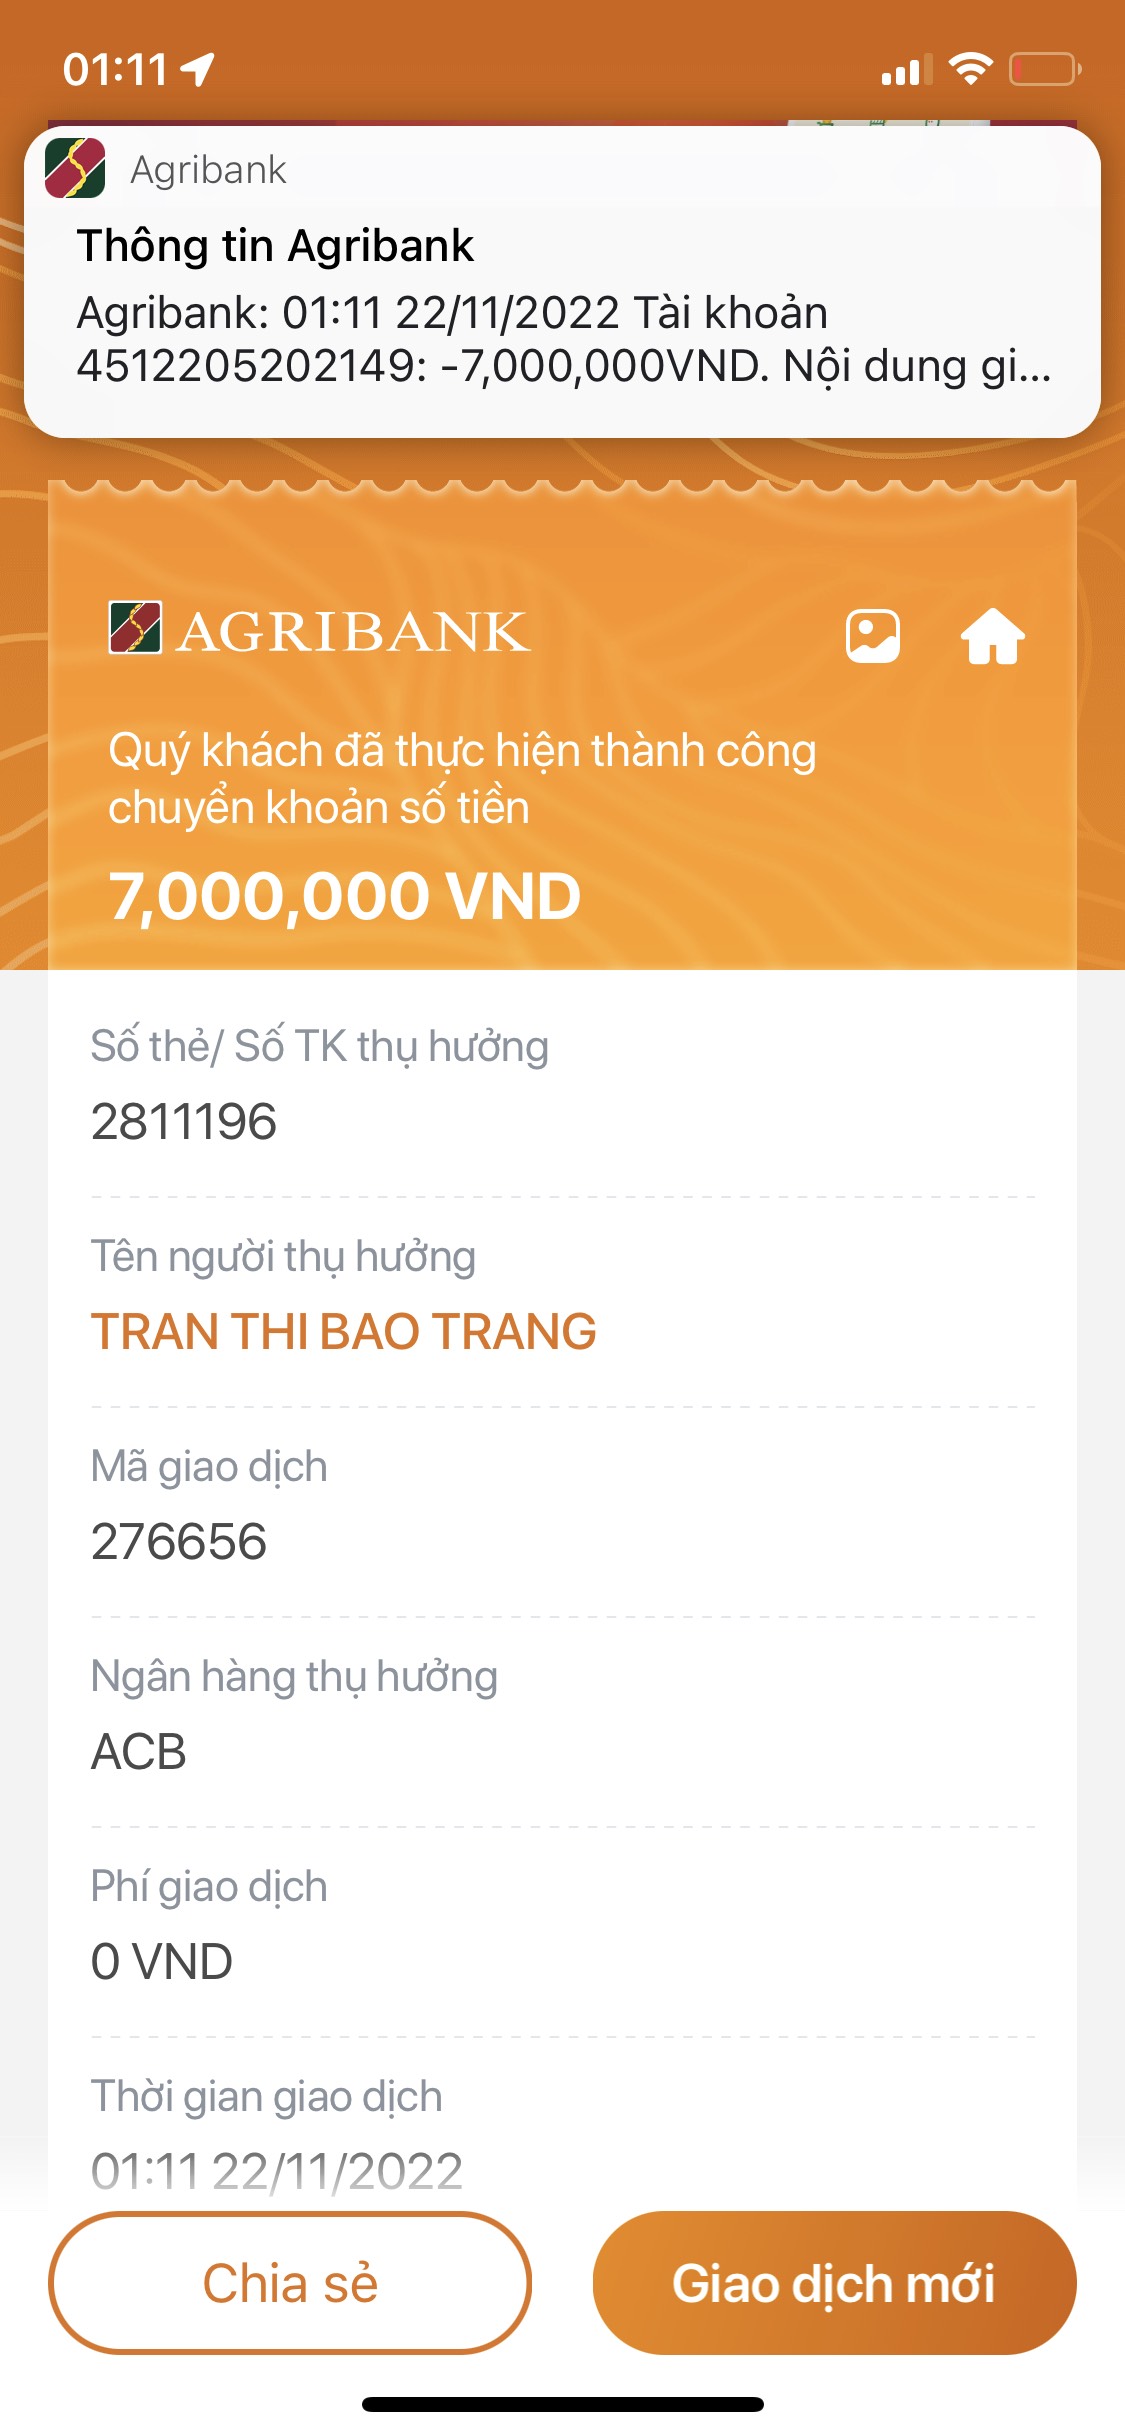 01:11
Agribank
Thông tin Agribank
Agribank: 01:11 22/11/2022 Tài khoản
4512205202149: -7,000,000VND. Nội dung gi...
AGRIBANK
Quý khách đã thực hiện thành công
chuyển khoản số tiền
7,000,000 VND
Số thẻ/ Số TK thụ hưởng
2811196
Tên người thụ hưởng
TRAN THI BAO TRANG
Mã giao dịch
276656
Ngân hàng thụ hưởng
ACB
Phí giao dịch
0 VND
Thời gian giao dịch
01:11 22/11/2022
Chia sẻ
Giao dịch mới